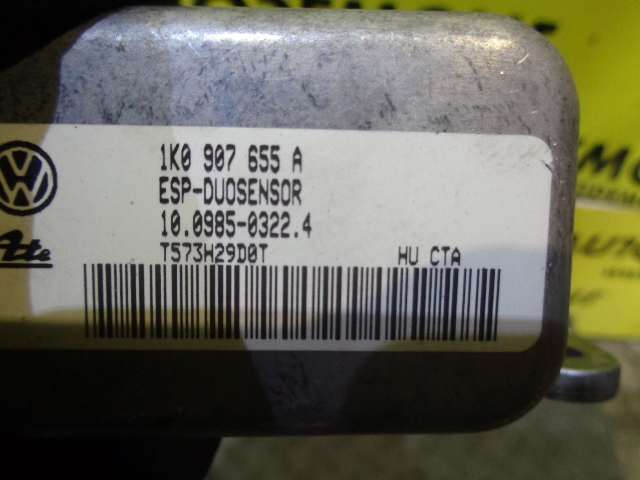 1K0 907 655 A
ESP-DUOSENSOR
10.0985-0322.4
T573H29D0T HU CTA
Ate